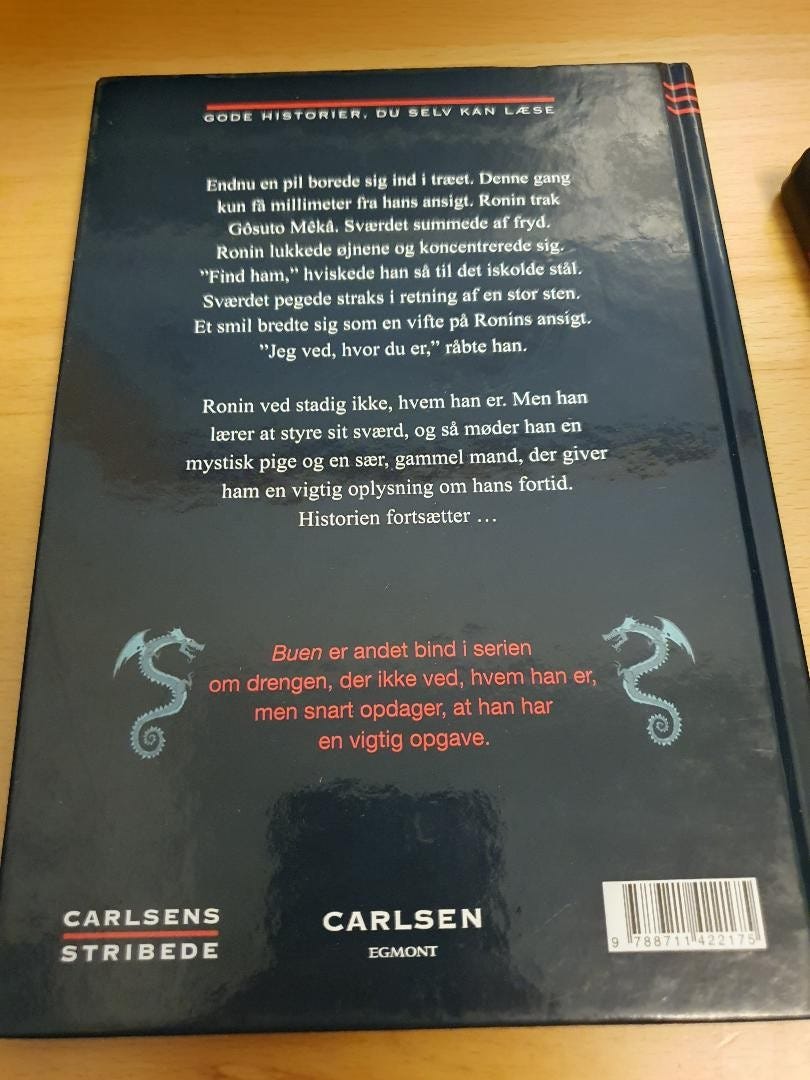 GODE HISTORIER, DU SELV KAN LÆSE
Endnu en pil borede sig ind i træet. Denne gang
kun få millimeter fra hans ansigt. Ronin trak
Gôsuto Mêkâ. Sværdet summede af fryd.
Ronin lukkede øjnene og koncentrerede sig.
”Find ham,” hviskede han så til det iskolde stål.
Sværdet pegede straks i retning af en stor sten.
Et smil bredte sig som en vifte på Ronins ansigt.
”Jeg ved, hvor du er,” råbte han.
Ronin ved stadig ikke, hvem han er. Men han
lærer at styre sit sværd, og så møder han en
mystisk pige og en sær, gammel mand, der giver
ham en vigtig oplysning om hans fortid.
Historien fortsætter ...
Buen er andet bind i serien
om drengen, der ikke ved, hvem han er,
men snart opdager, at han har
en vigtig opgave.
CARLSENS
STRIBEDE
CARLSEN
EGMONT
9 788711 422175